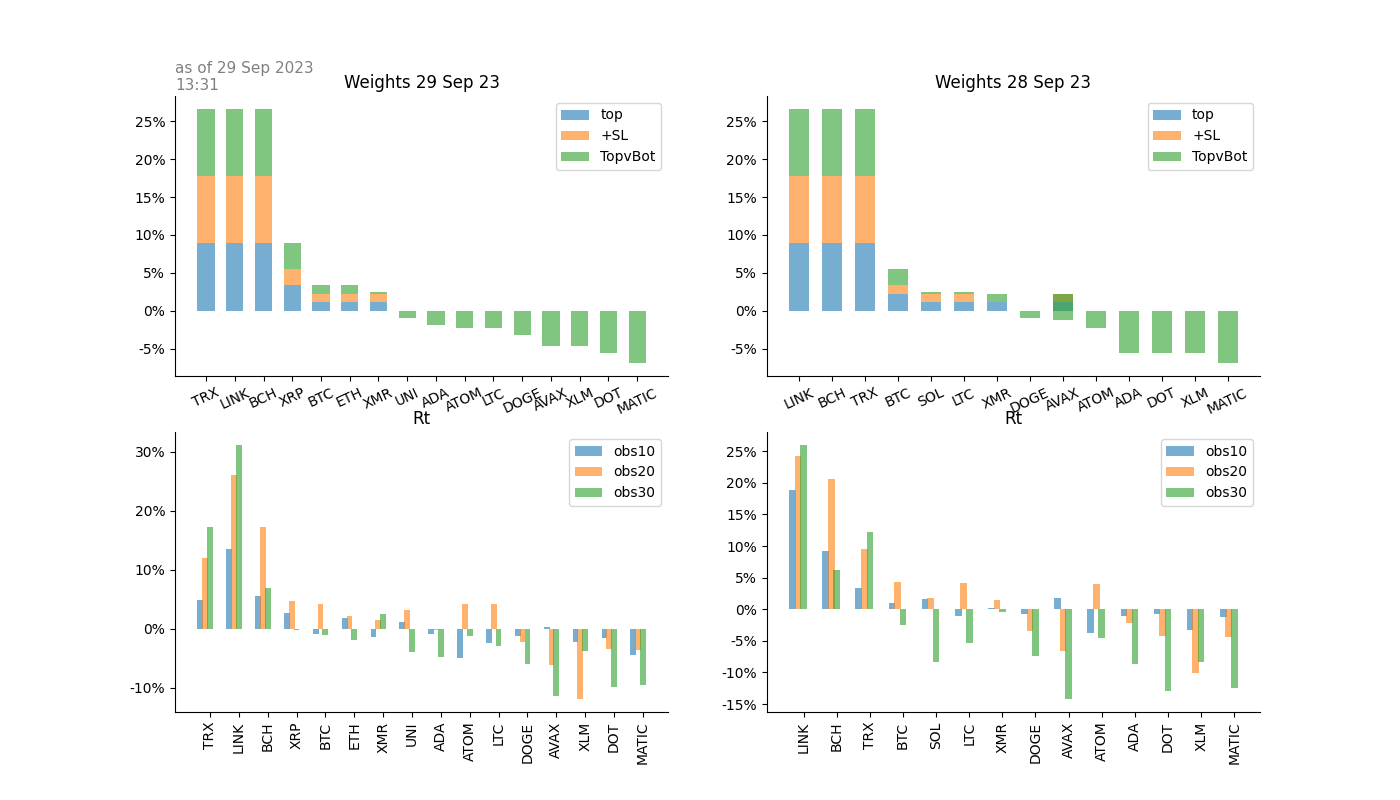 as of 29 Sep 2023
13:31
Weights 29 Sep 23
25%
20%
15%
10%
5%
0%
-5%
top
+SL
TopvBot
TRX LINK BCH XRP BTC ETH XMR UNI ADA ATOM LTC DOGE AVAX XLM DOT MATIC
Weights 28 Sep 23
25%
20%
15%
10%
5%
0%
-5%
top
+SL
TopvBot
LINK BCH TRX BTC SOL LTC XMR DOGE AVAX ATOM ADA DOT XLM MATIC
Rt
30%
20%
10%
0%
-10%
obs10
obs20
obs30
TRX LINK BCH XRP BTC ETH XMR UNI ADA ATOM LTC DOGE AVAX XLM DOT MATIC
Rt
25%
20%
15%
10%
5%
0%
-5%
-10%
-15%
obs10
obs20
obs30
LINK BCH TRX BTC SOL LTC XMR DOGE AVAX ATOM ADA DOT XLM MATIC